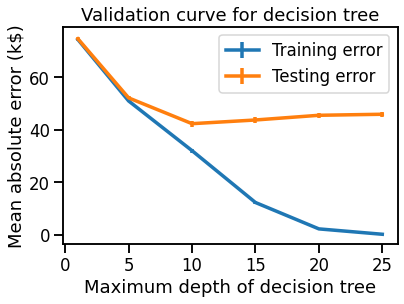 Validation curve for decision tree
Mean absolute error (k$)
60
40
20
0
Training error
Testing error
0 5 10 15 20 25
Maximum depth of decision tree